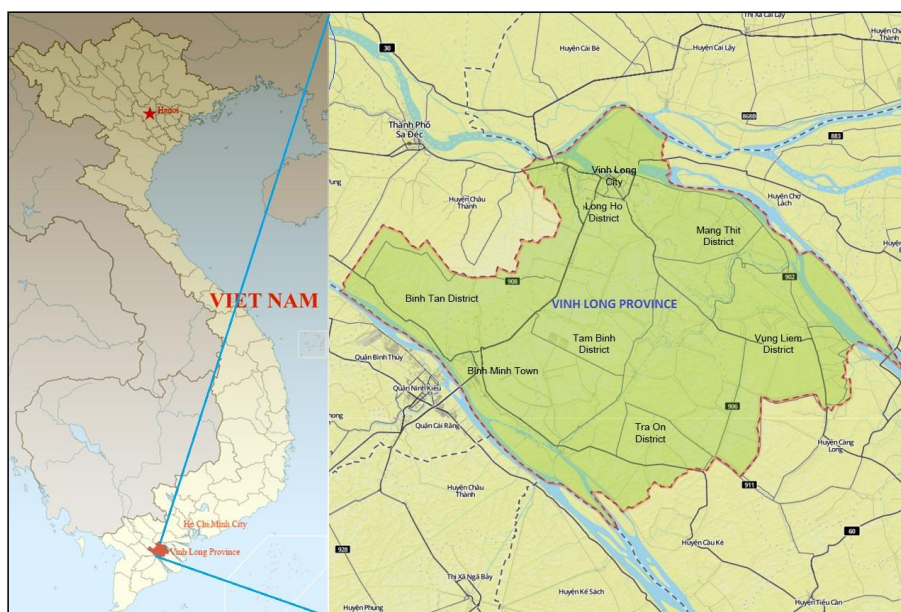 Hanoi
VIET NAM
Ho Chi Minh City
Vinh Long Province
Thị Xã Cai Lậy
30
Huyện Cái Bè
Huyện Cai Lậy
Huyện Châu
Thành
Thành Phố
Sa Đéc
868B
883
Vinh Long
City
Huyện Châu
Thành
Long Ho
District
Huyện Chợ
Lách
Mang Thit
District
908
902
Binh Tan District
VINH LONG PROVINCE
Tam Binh
District
Vung Liem
District
Quận Bình Thủy
Binh Minh Town
Quận Ninh Kiều
Quận Cái Răng
906
Tra On
District
Huyện Càng
Long
Huyện Châu
Thành
911
60
928
Huyện Cầu Kè
Thị Xã Ngã Bảy
Huyện Kế Sách
Huyện Phụng
Huyện Tiểu Cần